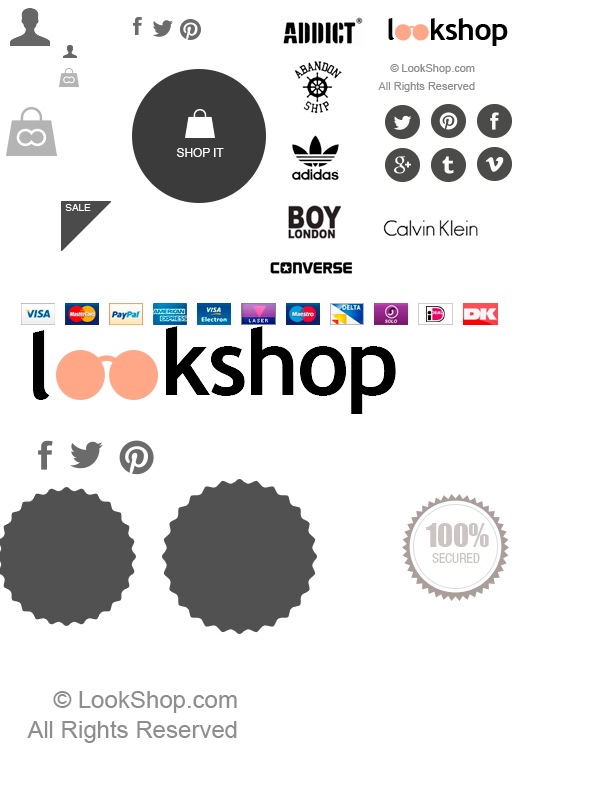 ADDICT®
lookshop
© LookShop.com
All Rights Reserved
ABANDON
SHIP
SHOP IT
adidas
SALE
BOY
LONDON
Calvin Klein
CONVERSE
VISA
MasterCard
PayPal
AMERICAN
EXPRESS
VISA
Electron
LASER
Maestro
DELTA
SOLO
iDEAL
DK
lookshop
100%
SECURED
© LookShop.com
All Rights Reserved